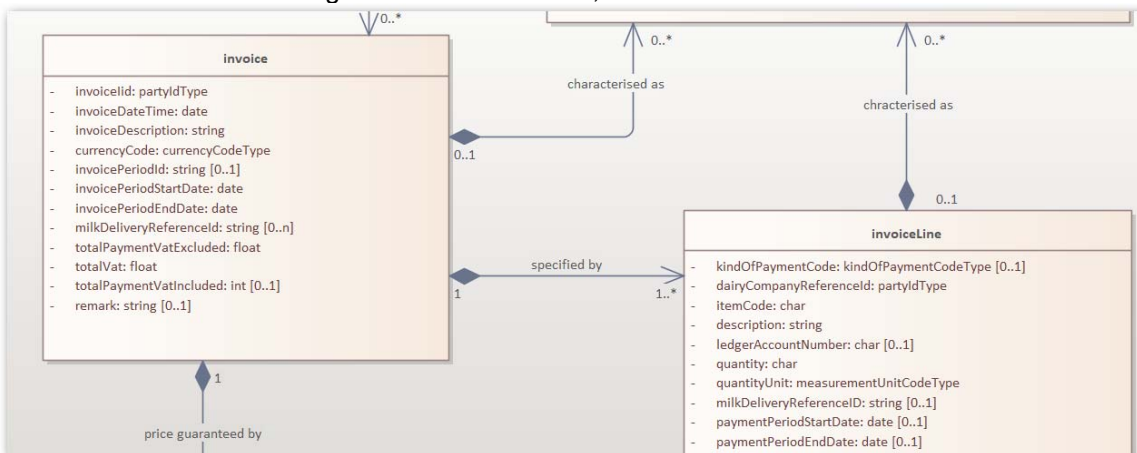 0..*
invoice
- invoiceIid: partyIdType
- invoiceDateTime: date
- invoiceDescription: string
- currencyCode: currencyCodeType
- invoicePeriodId: string [0..1]
- invoicePeriodStartDate: date
- invoicePeriodEndDate: date
- milkDeliveryReferenceId: string [0..n]
- totalPaymentVatExcluded: float
- totalVat: float
- totalPaymentVatIncluded: int [0..1]
- remark: string [0..1]
0..*
characterised as
0..1
0..*
chracterised as
0..1
specified by
1
1..*
invoiceLine
- kindOfPaymentCode: kindOfPaymentCodeType [0..1]
- dairyCompanyReferenceId: partyIdType
- itemCode: char
- description: string
- ledgerAccountNumber: char [0..1]
- quantity: char
- quantityUnit: measurementUnitCodeType
- milkDeliveryReferenceID: string [0..1]
- paymentPeriodStartDate: date [0..1]
- paymentPeriodEndDate: date [0..1]
1
price guaranteed by